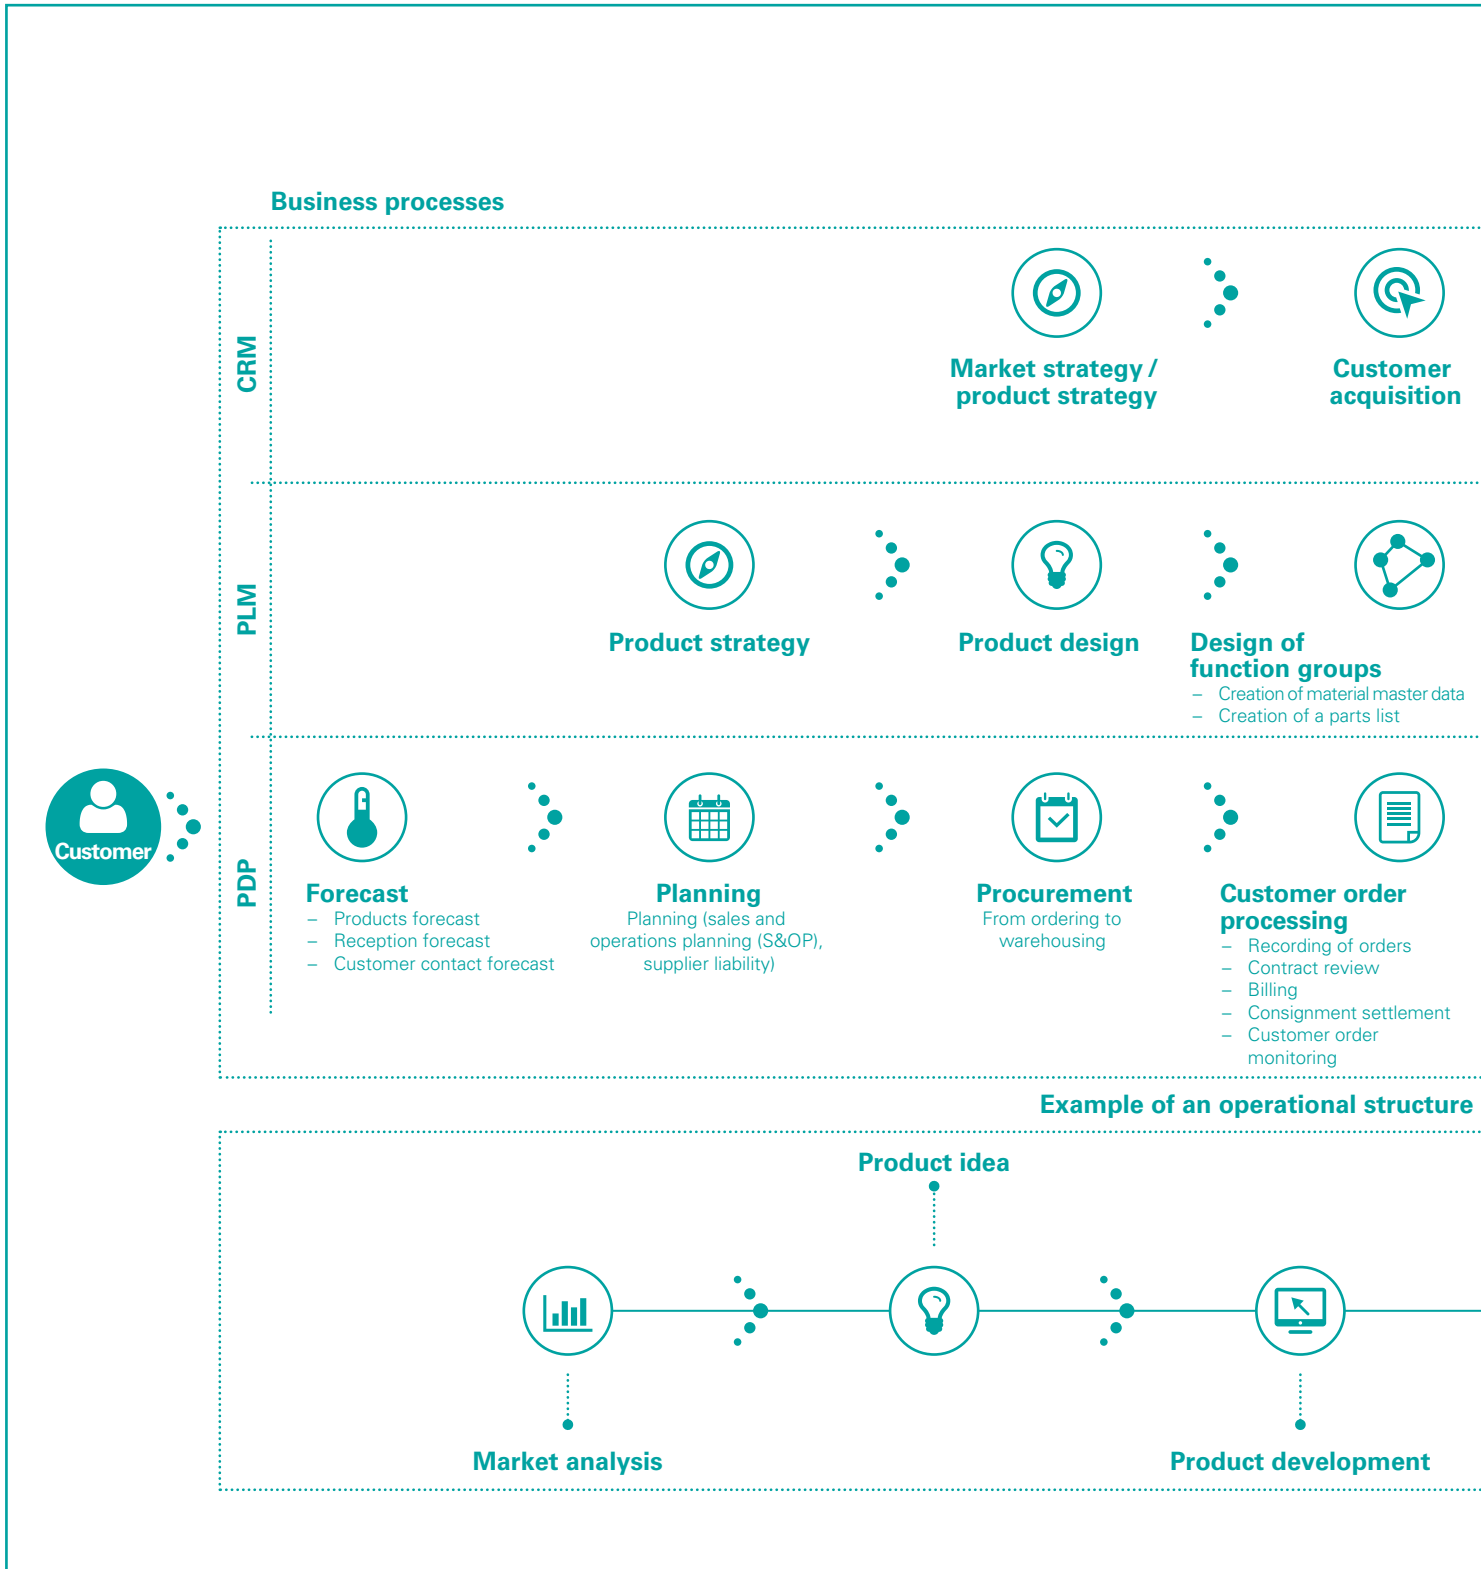 Business processes
CRM
Market strategy /
product strategy
Customer
acquisition
PLM
Product strategy
Product design
Design of
function groups
– Creation of material master data
– Creation of a parts list
Customer
PDP
Forecast
– Products forecast
– Reception forecast
– Customer contact forecast
Planning
Planning (sales and
operations planning (S&OP),
supplier liability)
Procurement
From ordering to
warehousing
Customer order
processing
– Recording of orders
– Contract review
– Billing
– Consignment settlement
– Customer order
monitoring
Example of an operational structure
Product idea
Market analysis
Product development